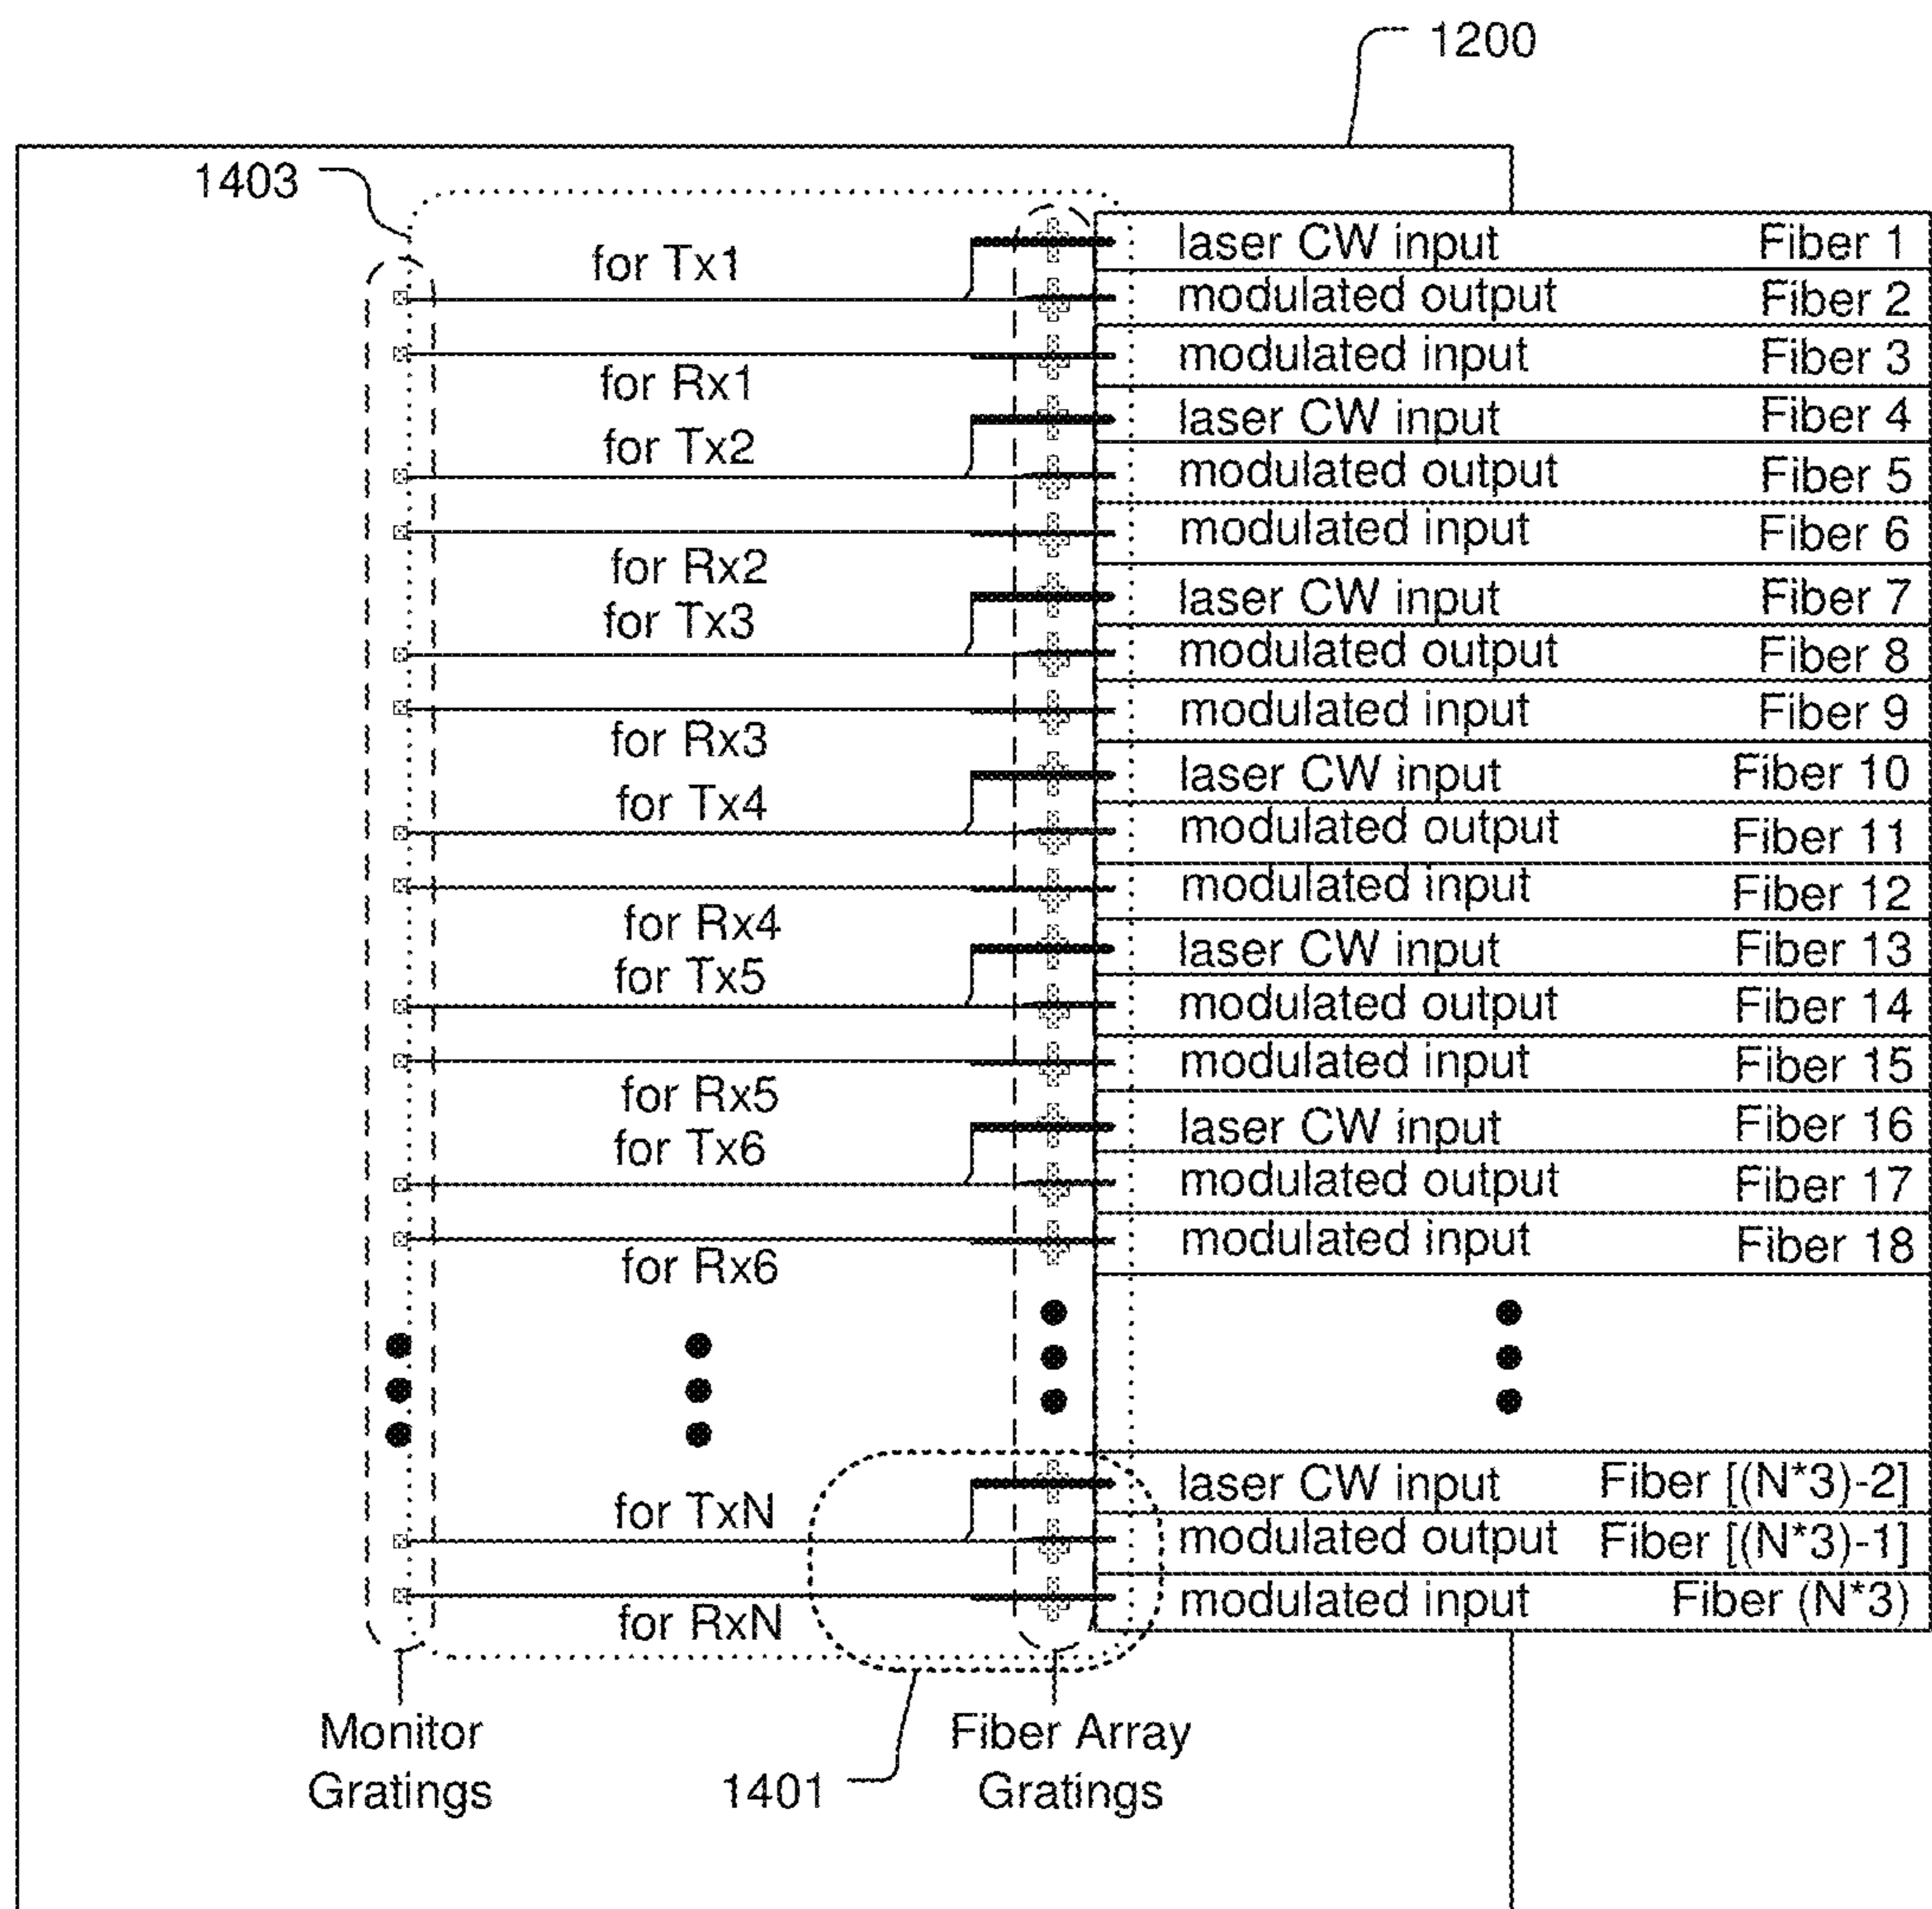 1200
1403
for Tx1
laser CW input Fiber 1
modulated output Fiber 2
modulated input Fiber 3
for Rx1
laser CW input Fiber 4
for Tx2
modulated output Fiber 5
modulated input Fiber 6
for Rx2
laser CW input Fiber 7
for Tx3
modulated output Fiber 8
modulated input Fiber 9
for Rx3
laser CW input Fiber 10
for Tx4
modulated output Fiber 11
modulated input Fiber 12
for Rx4
laser CW input Fiber 13
for Tx5
modulated output Fiber 14
modulated input Fiber 15
for Rx5
laser CW input Fiber 16
for Tx6
modulated output Fiber 17
modulated input Fiber 18
for Rx6
laser CW input Fiber [(N*3)-2]
for TxN
modulated output Fiber [(N*3)-1]
modulated input Fiber (N*3)
for RxN
Monitor
Gratings
1401
Fiber Array
Gratings